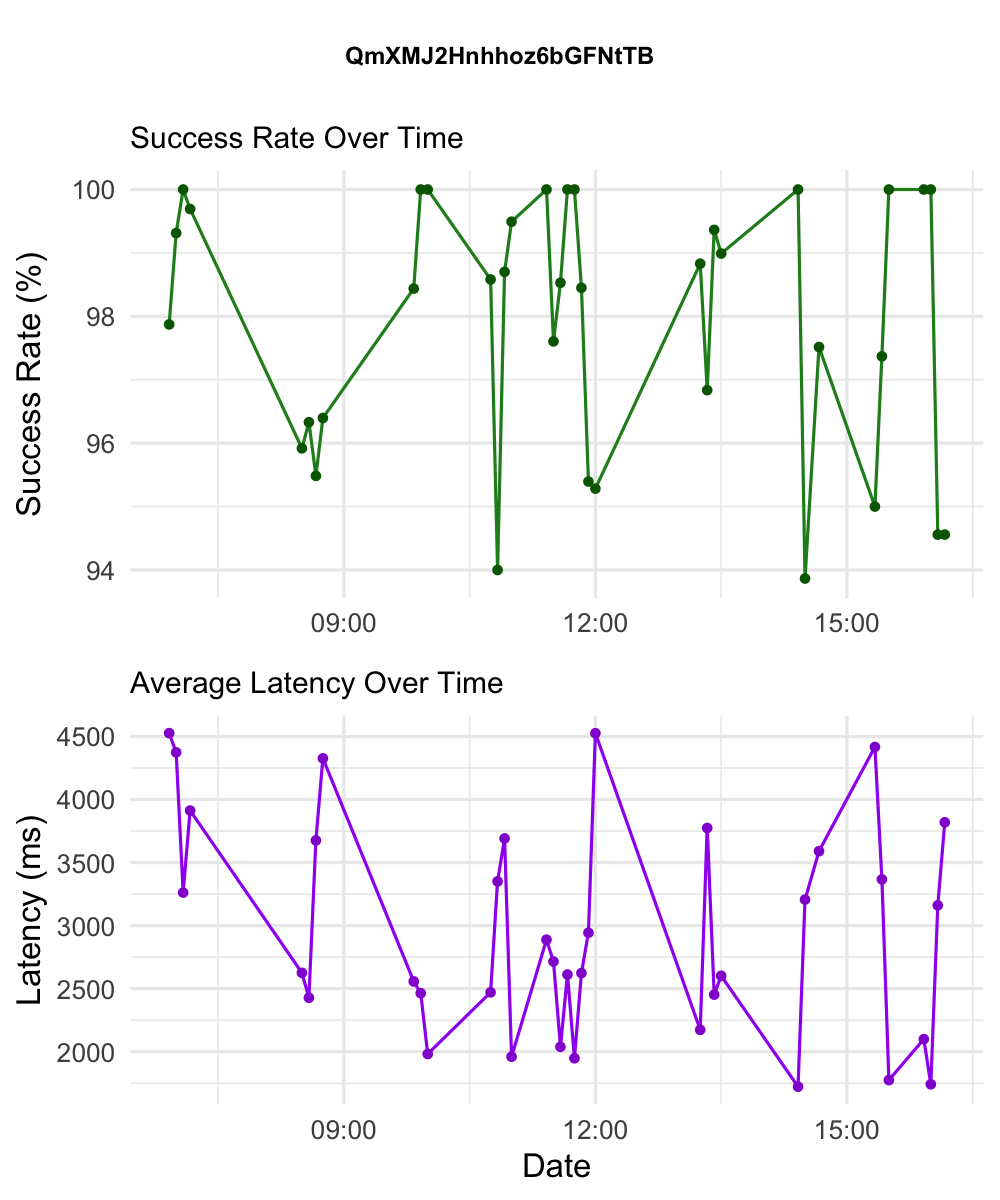 QmXMJ2Hnhhoz6bGFNtTB
Success Rate Over Time
Success Rate (%)
100
98
96
94
09:00 12:00 15:00
Average Latency Over Time
Latency (ms)
4500
4000
3500
3000
2500
2000
09:00 12:00 15:00
Date